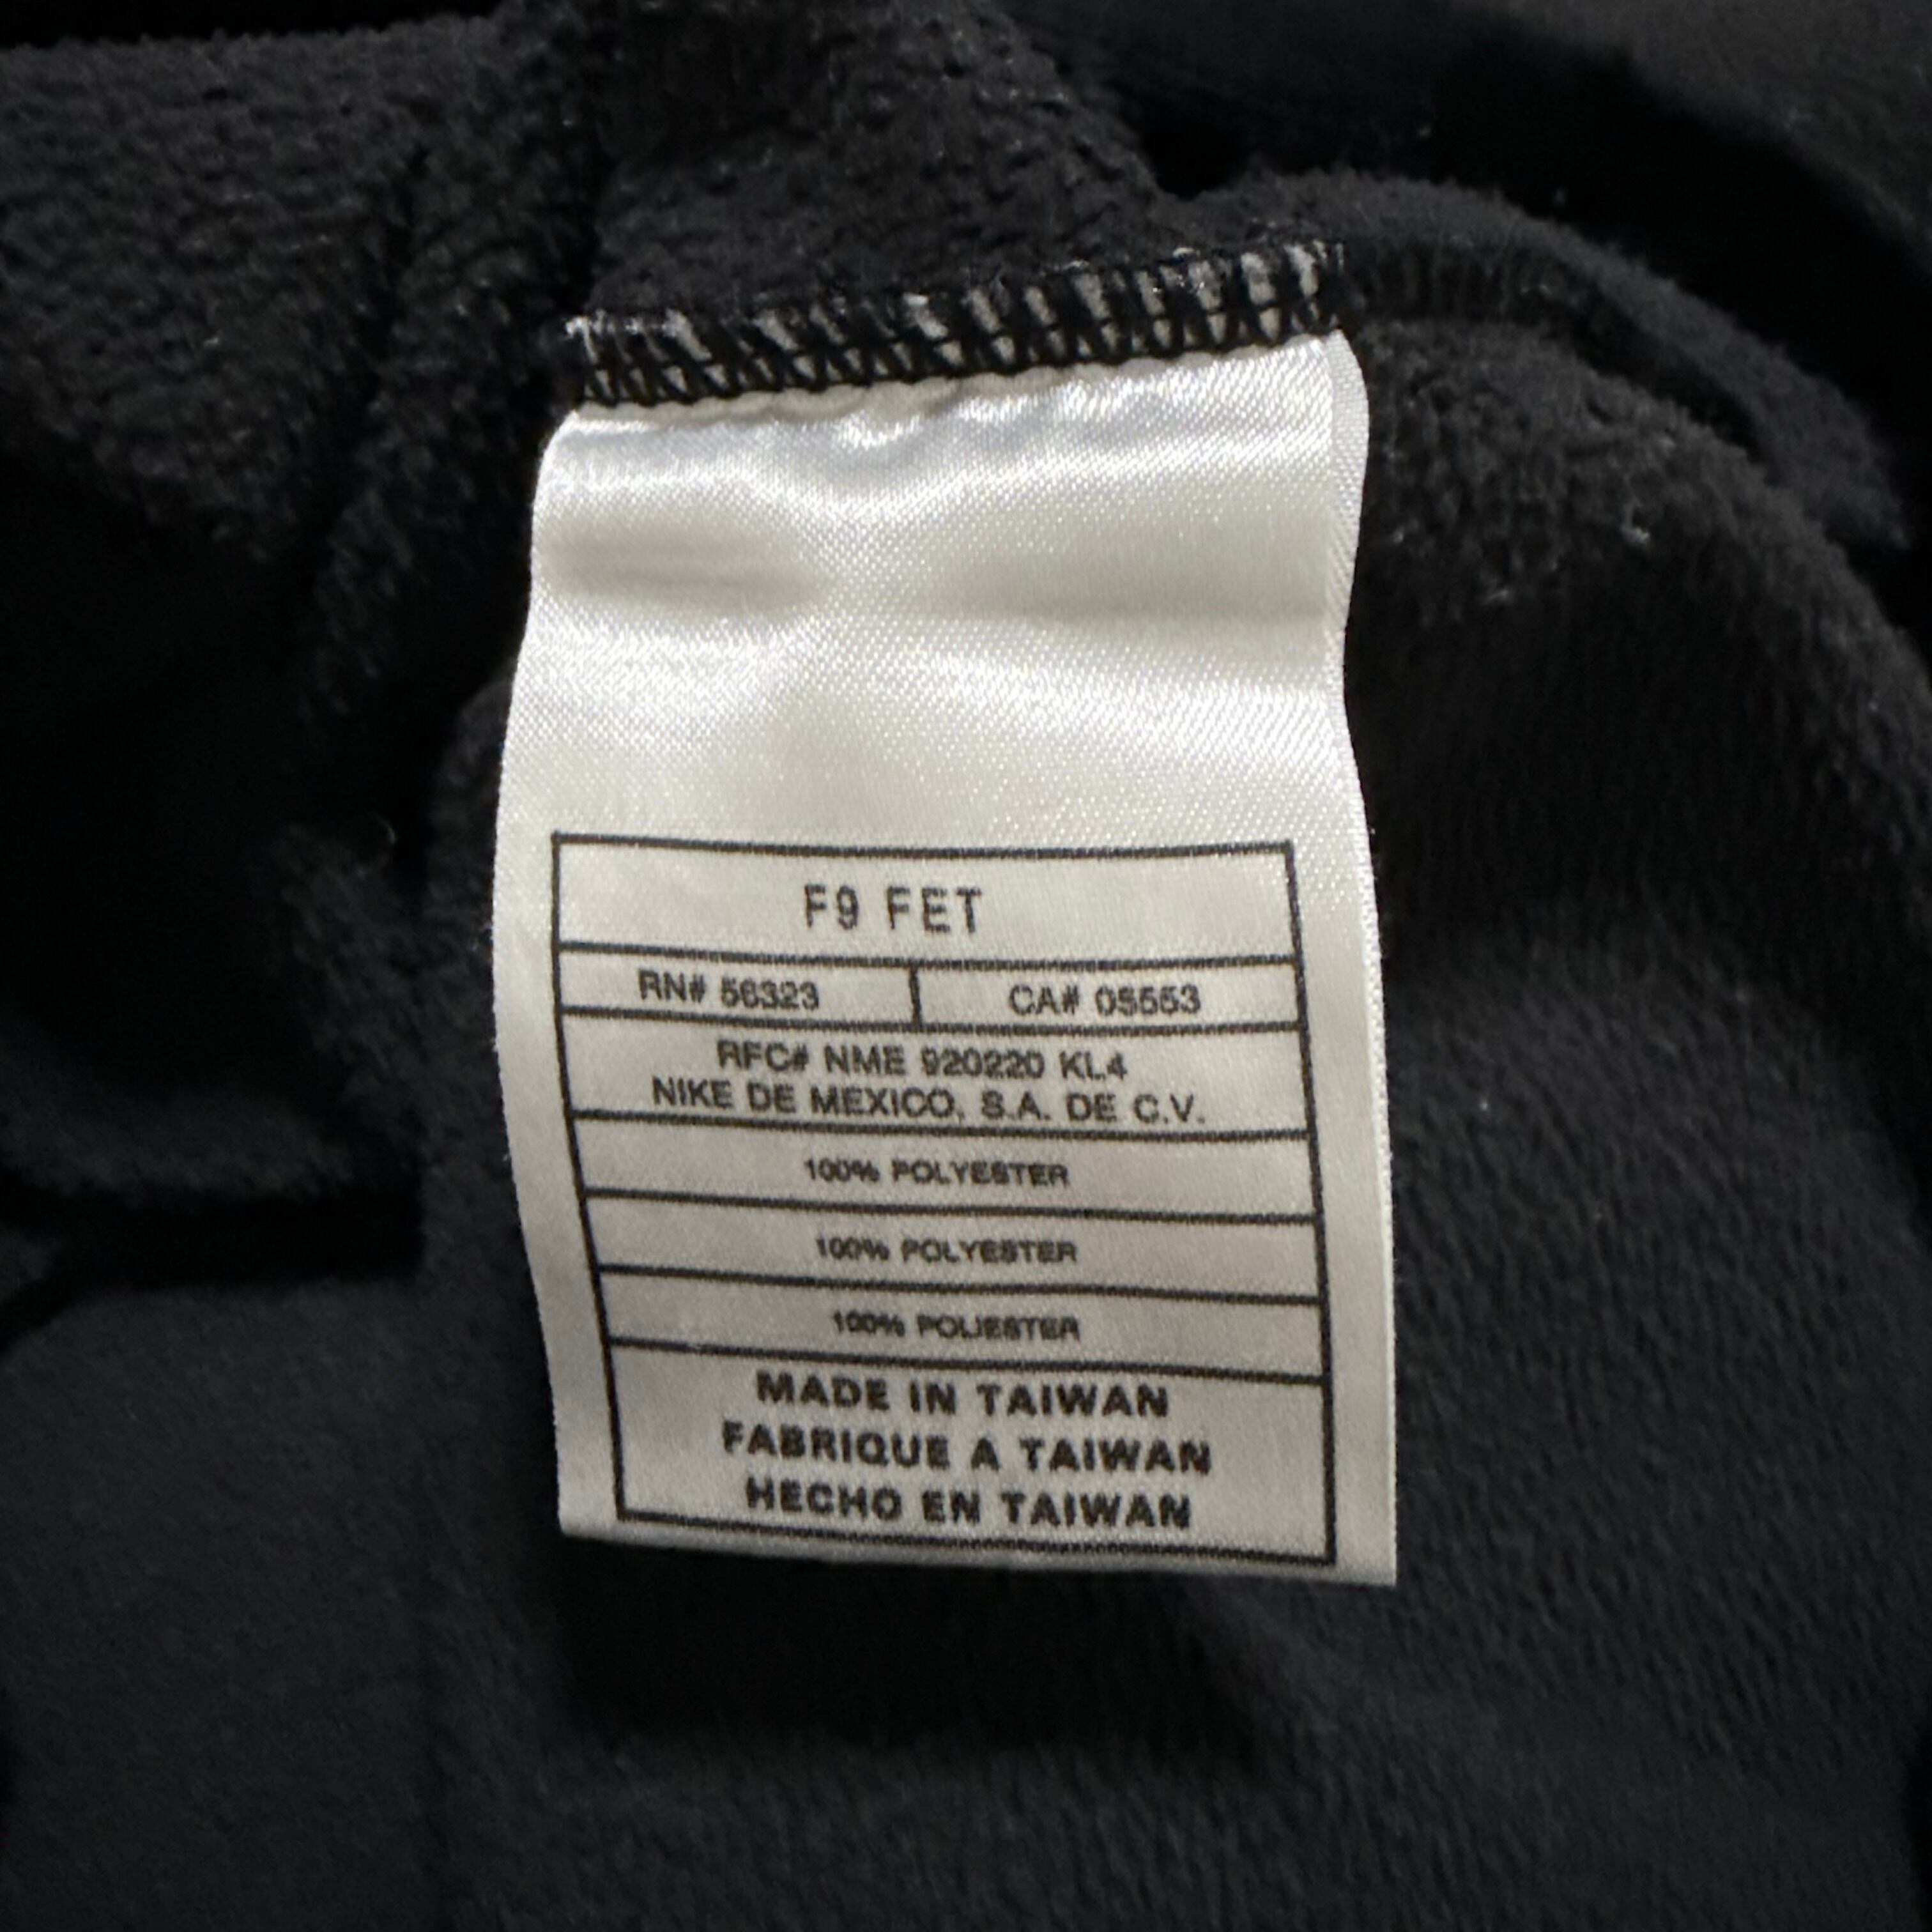 F9 FET
RN# 56323
CA# 05553
RFC# NME 920220 KL4
NIKE DE MEXICO, S.A. DE C.V.
100% POLYESTER
100% POLYESTER
100% POLIESTER
MADE IN TAIWAN
FABRIQUE A TAIWAN
HECHO EN TAIWAN